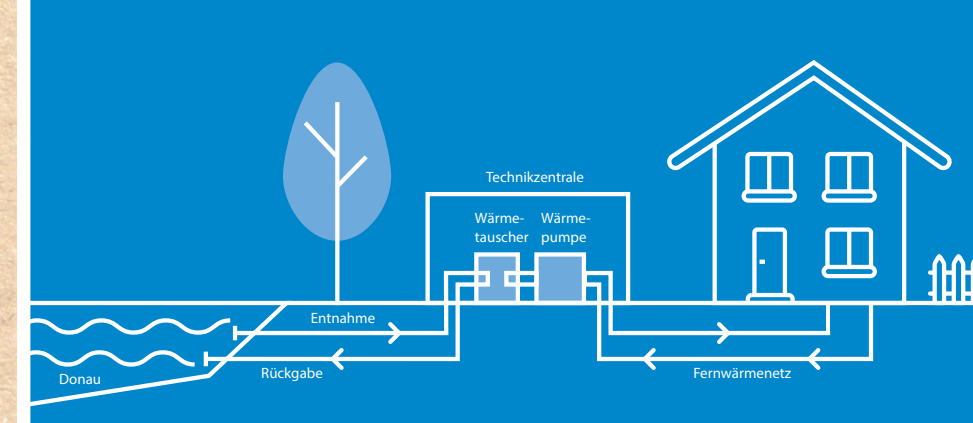 Technikzentrale
Wärme-
tauscher
Wärme-
pumpe
Entnahme
Rückgabe
Donau
Fernwärmenetz